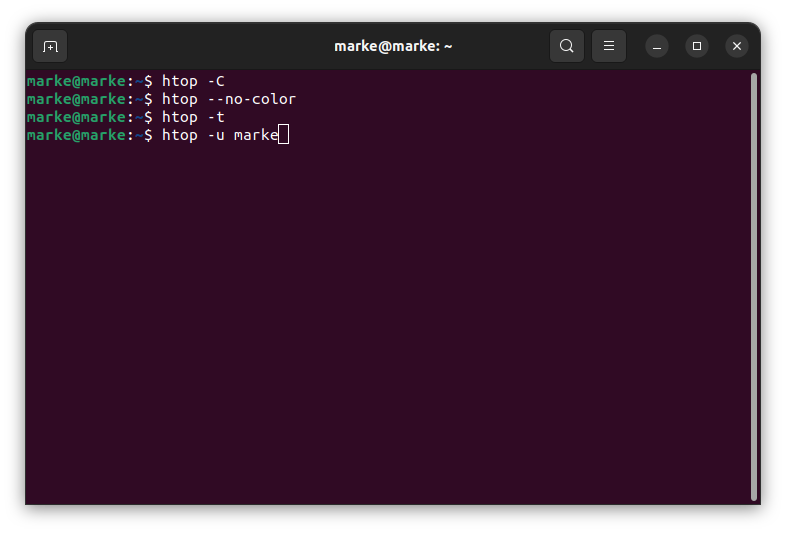 marke@marke: ~
marke@marke:~$ htop -C
marke@marke:~$ htop --no-color
marke@marke:~$ htop -t
marke@marke:~$ htop -u marke